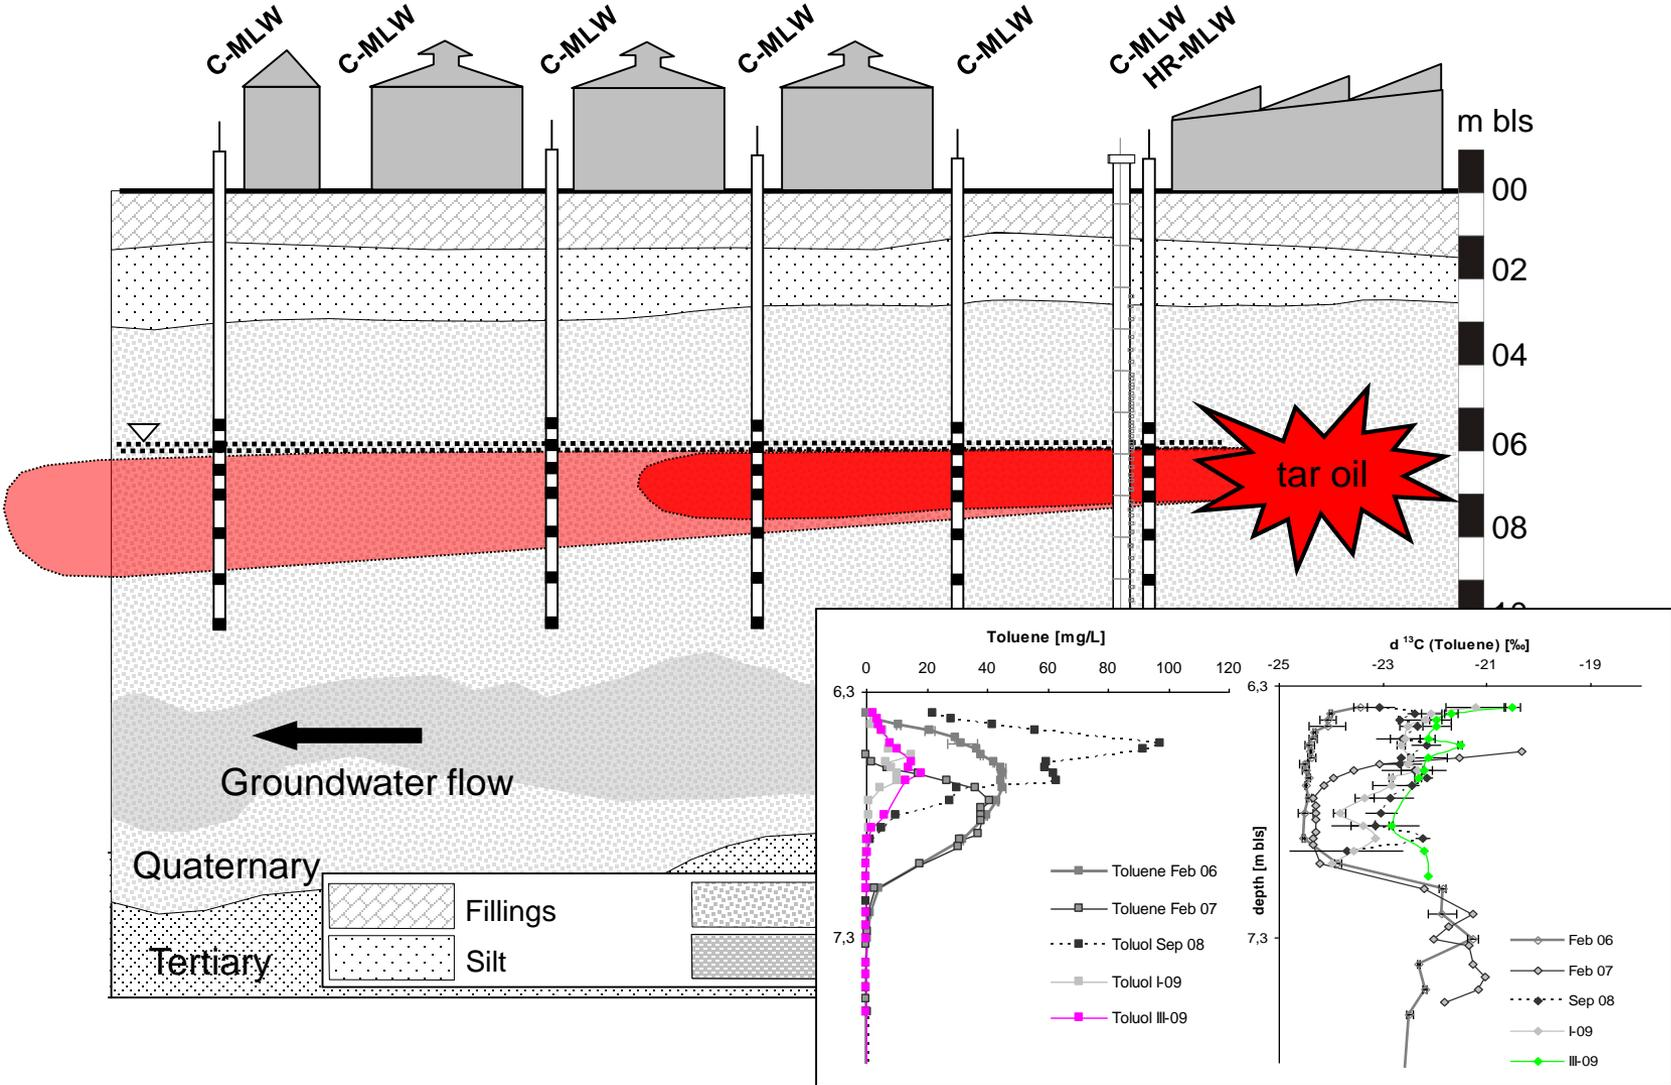 C-MLW
C-MLW
C-MLW
C-MLW
C-MLW
C-MLW
HR-MLW
m bls
00
02
04
06
08
tar oil
Groundwater flow
Quaternary
Tertiary
Fillings
Silt
Toluene [mg/L]
0 20 40 60 80 100 120
6,3
7,3
Toluene Feb 06
Toluene Feb 07
Toluol Sep 08
Toluol I-09
Toluol III-09
d ¹³C (Toluene) [‰]
-25 -23 -21 -19
6,3
depth [m bls]
7,3
Feb 06
Feb 07
Sep 08
I-09
III-09